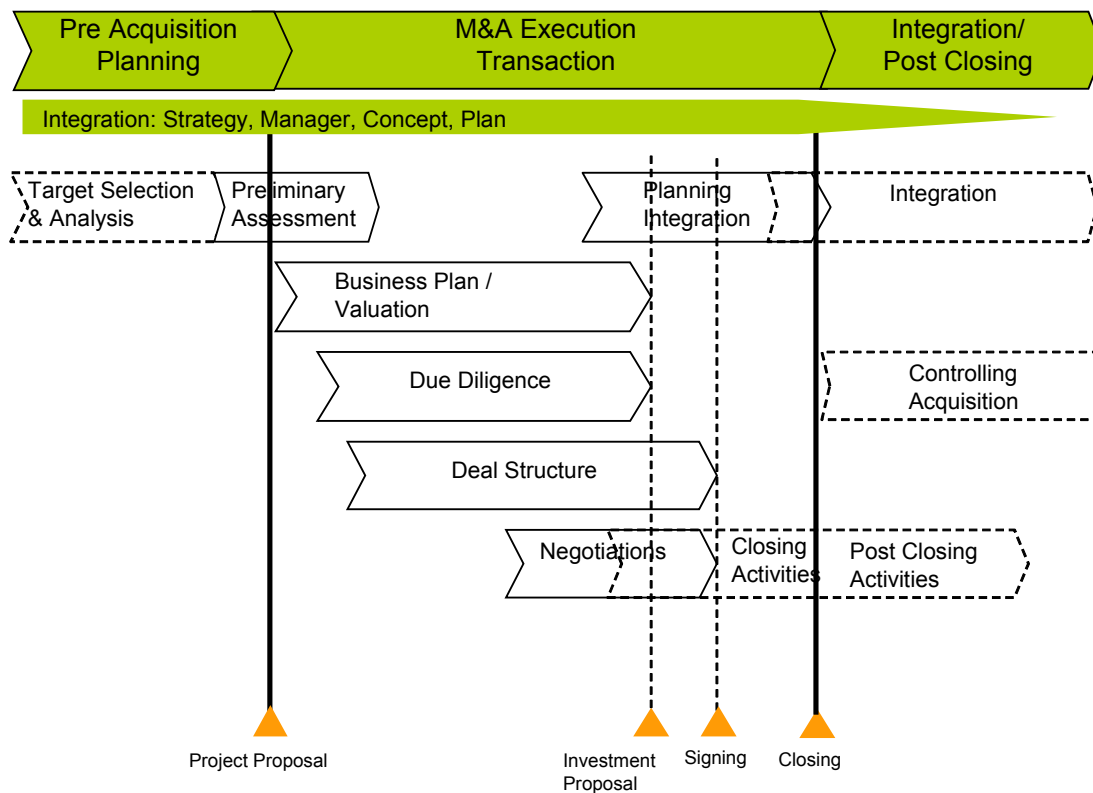 Pre Acquisition
Planning
M&A Execution
Transaction
Integration/
Post Closing
Integration: Strategy, Manager, Concept, Plan
Target Selection
& Analysis
Preliminary
Assessment
Planning
Integration
Integration
Business Plan /
Valuation
Due Diligence
Controlling
Acquisition
Deal Structure
Negotiations
Closing
Activities
Post Closing
Activities
Project Proposal
Investment
Proposal
Signing
Closing